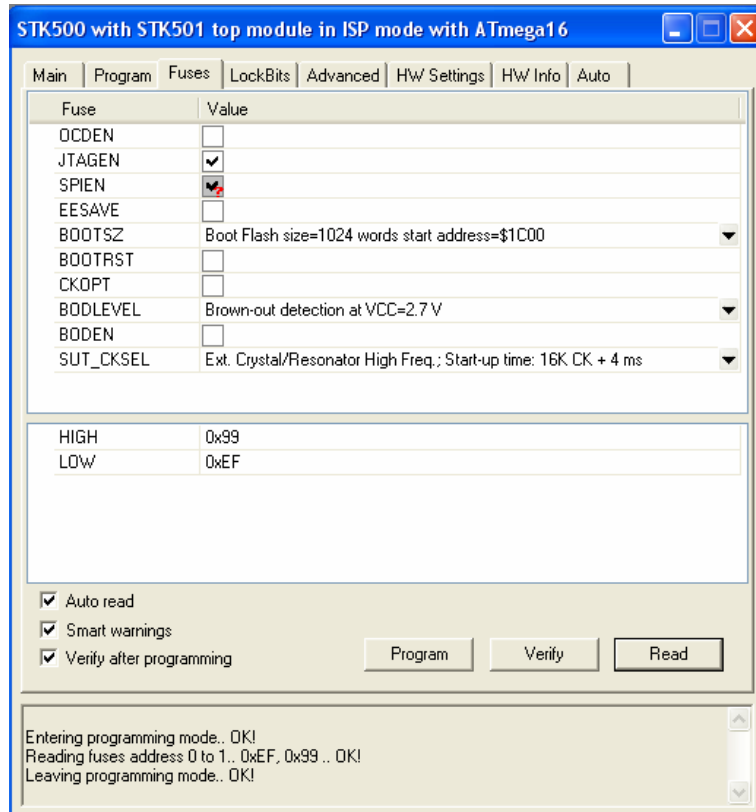 STK500 with STK501 top module in ISP mode with ATmega16
Main Program Fuses LockBits Advanced HW Settings HW Info Auto
Fuse Value
OCDEN
JTAGEN
SPIEN
EESAVE
BOOTSZ Boot Flash size=1024 words start address=$1C00
BOOTRST
CKOPT
BODLEVEL Brown-out detection at VCC=2.7 V
BODEN
SUT_CKSEL Ext. Crystal/Resonator High Freq.; Start-up time: 16K CK + 4 ms
HIGH 0x99
LOW 0xEF
Auto read
Smart warnings
Verify after programming
Program Verify Read
Entering programming mode.. OK!
Reading fuses address 0 to 1.. 0xEF, 0x99 .. OK!
Leaving programming mode.. OK!